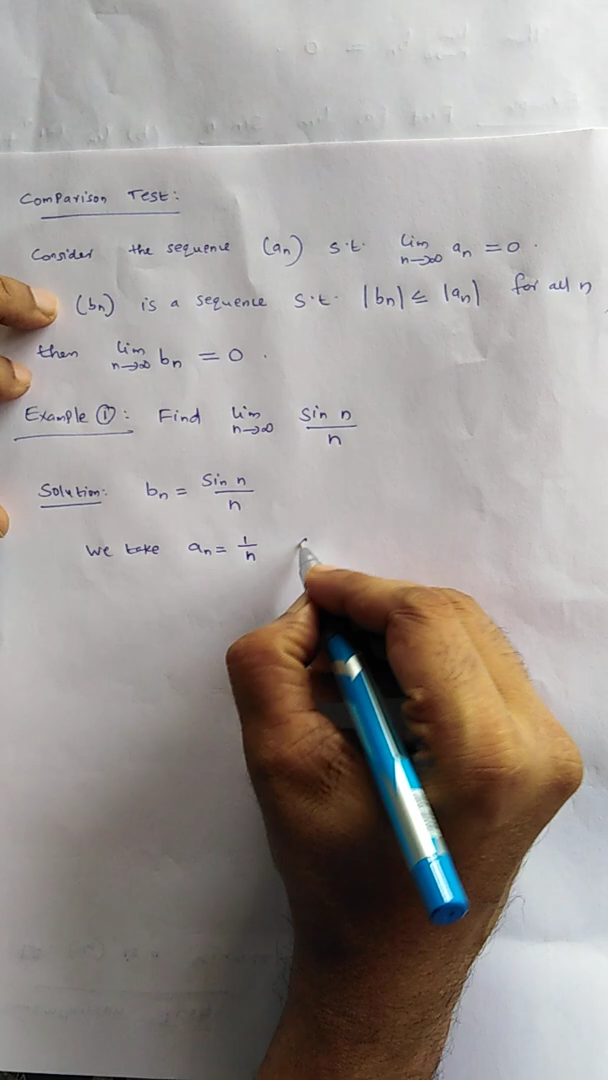 Comparison Test:
Consider the sequence (aₙ) s.t. lim n→∞ aₙ = 0.
(bₙ) is a sequence s.t. |bₙ| ≤ |aₙ| for all n,
then lim n→∞ bₙ = 0.
Example ①: Find lim n→∞ Sin n / n
Solution: bₙ = Sin n / n
We take aₙ = 1/n